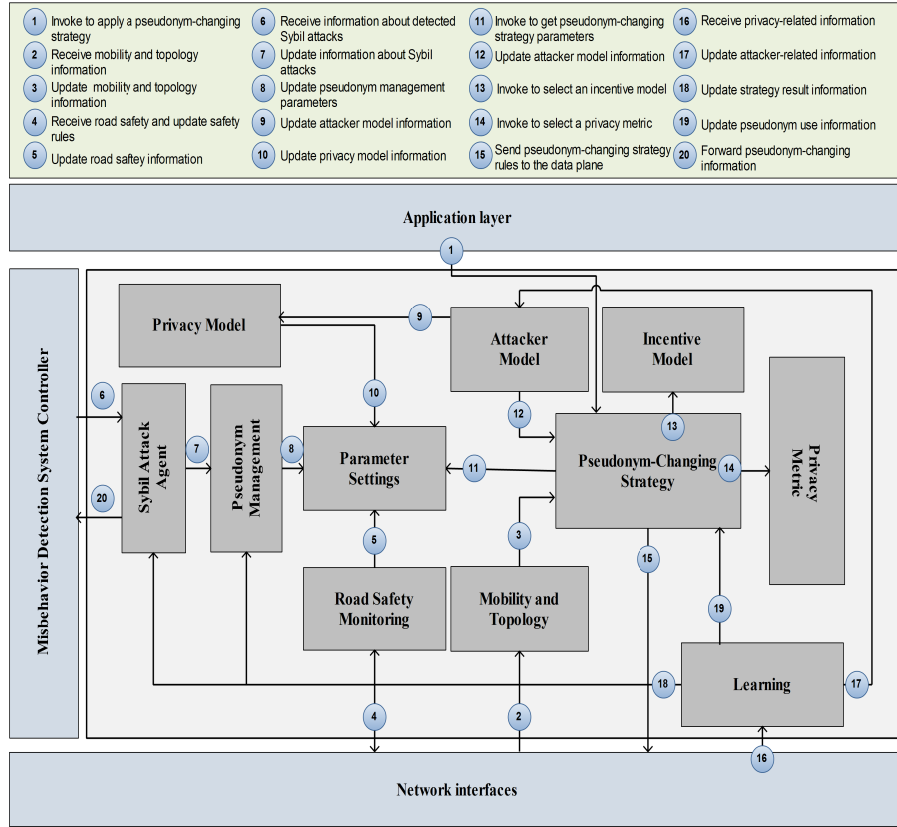 1 Invoke to apply a pseudonym-changing
strategy
2 Receive mobility and topology
information
3 Update mobility and topology
information
4 Receive road safety and update safety
rules
5 Update road saftey information
6 Receive information about detected
Sybil attacks
7 Update information about Sybil
attacks
8 Update pseudonym management
parameters
9 Update attacker model information
10 Update privacy model information
11 Invoke to get pseudonym-changing
strategy parameters
12 Update attacker model information
13 Invoke to select an incentive model
14 Invoke to select a privacy metric
15 Send pseudonym-changing strategy
rules to the data plane
16 Receive privacy-related information
17 Update attacker-related information
18 Update strategy result information
19 Update pseudonym use information
20 Forward pseudonym-changing
information
Application layer
1
Misbehavior Detection System Controller
Privacy Model
9
Attacker
Model
Incentive
Model
6
10
12
13
Sybil Attack
Agent
7
Pseudonym
Management
8
Parameter
Settings
11
Pseudonym-Changing
Strategy
14
Privacy
Metric
20
5
3
15
Road Safety
Monitoring
Mobility and
Topology
19
18
Learning
17
4
2
16
Network interfaces